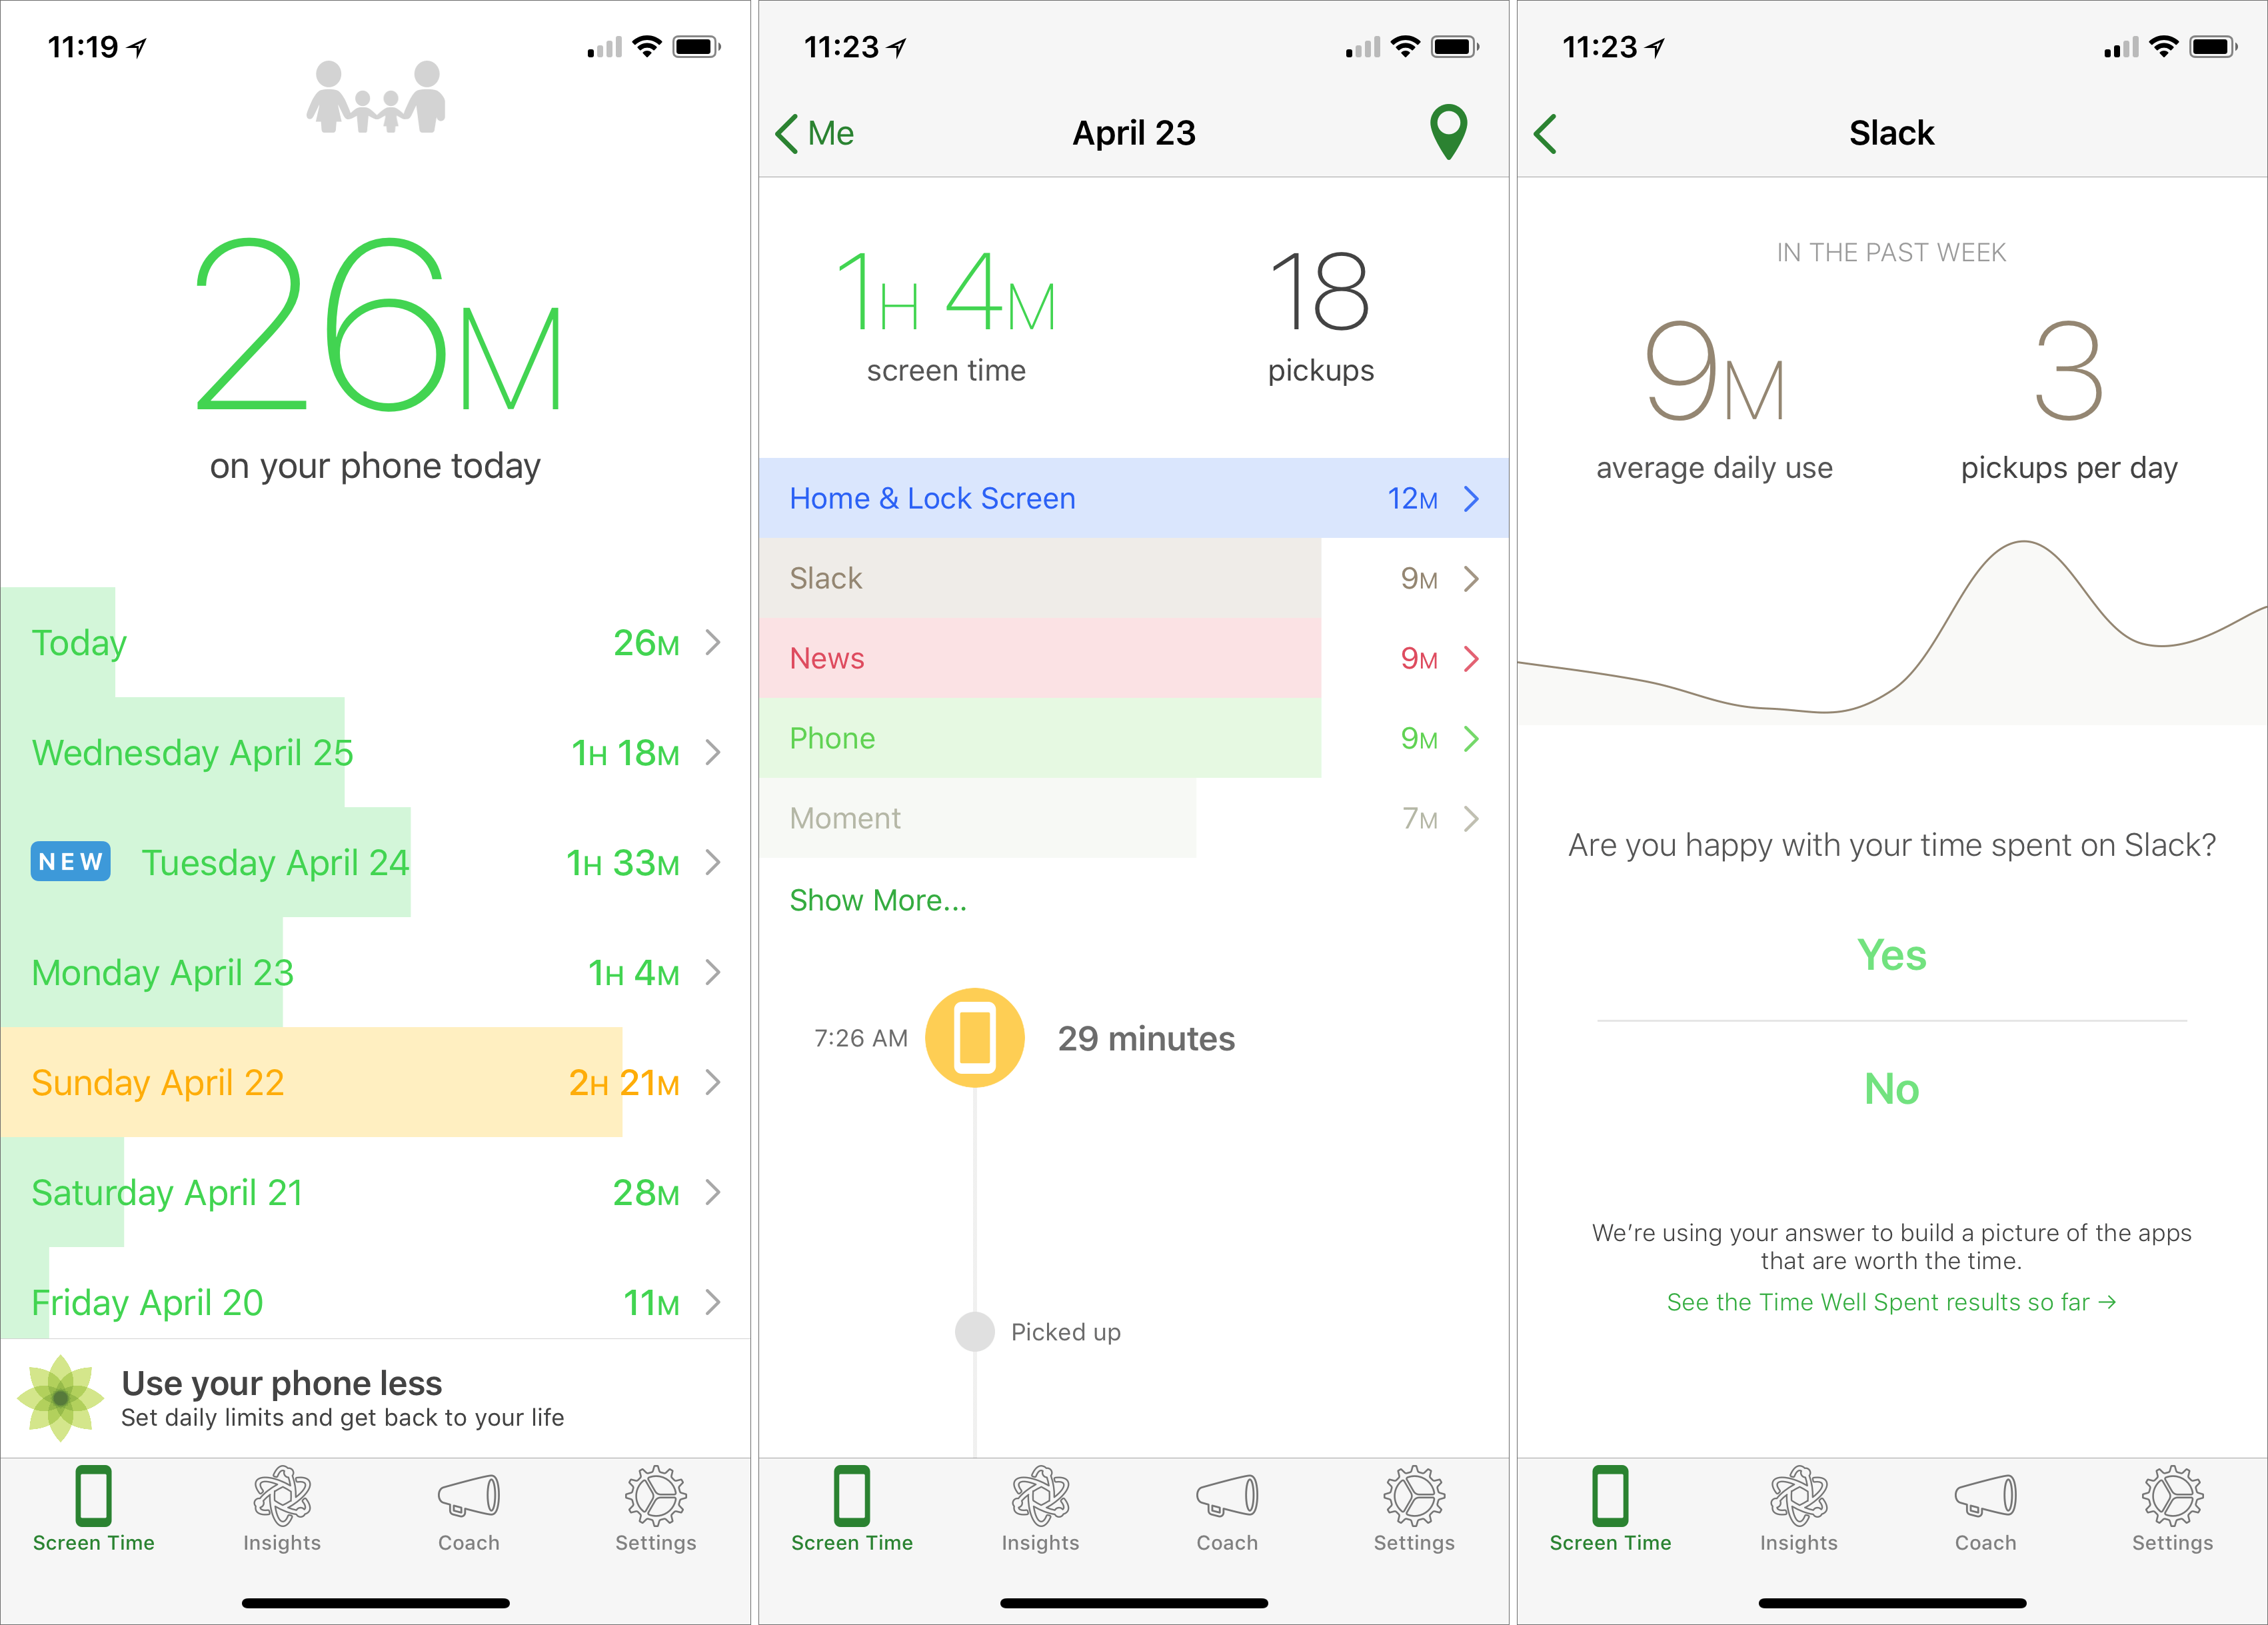 11:19
26M
on your phone today
Today 26M
Wednesday April 25 1H 18M
NEW Tuesday April 24 1H 33M
Monday April 23 1H 4M
Sunday April 22 2H 21M
Saturday April 21 28M
Friday April 20 11M
Use your phone less
Set daily limits and get back to your life
Screen Time Insights Coach Settings
11:23
Me April 23
1H 4M 18
screen time pickups
Home & Lock Screen 12M
Slack 9M
News 9M
Phone 9M
Moment 7M
Show More...
7:26 AM 29 minutes
Picked up
Screen Time Insights Coach Settings
11:23
Slack
IN THE PAST WEEK
9M 3
average daily use pickups per day
Are you happy with your time spent on Slack?
Yes
No
We’re using your answer to build a picture of the apps
that are worth the time.
See the Time Well Spent results so far →
Screen Time Insights Coach Settings